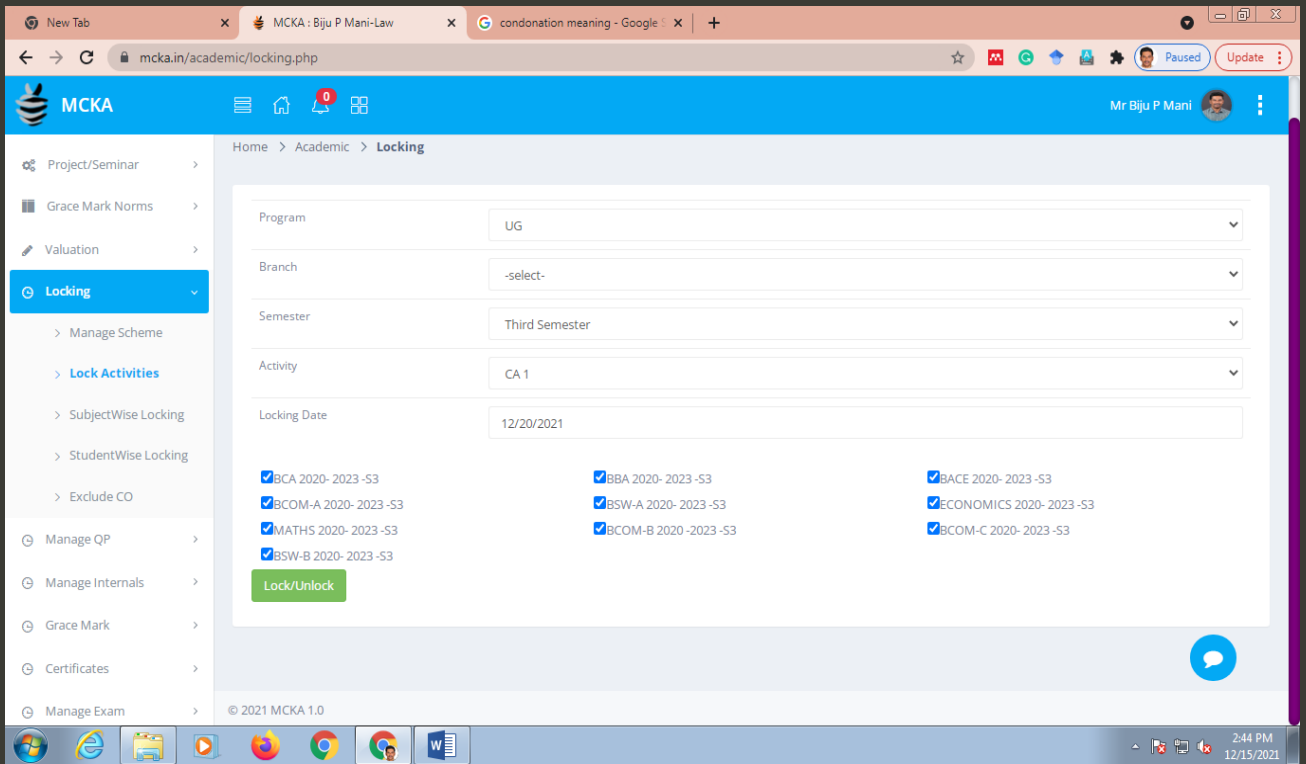 New Tab
MCKA : Biju P Mani-Law
condonation meaning - Google S
mcka.in/academic/locking.php
Paused
Update
MCKA
0
Mr Biju P Mani
Home > Academic > Locking
Project/Seminar
Grace Mark Norms
Valuation
Locking
Manage Scheme
Lock Activities
SubjectWise Locking
StudentWise Locking
Exclude CO
Manage QP
Manage Internals
Grace Mark
Certificates
Manage Exam
Program
UG
Branch
-select-
Semester
Third Semester
Activity
CA 1
Locking Date
12/20/2021
BCA 2020- 2023 -S3 BBA 2020- 2023 -S3 BACE 2020- 2023 -S3
BCOM-A 2020- 2023 -S3 BSW-A 2020- 2023 -S3 ECONOMICS 2020- 2023 -S3
MATHS 2020- 2023 -S3 BCOM-B 2020 -2023 -S3 BCOM-C 2020- 2023 -S3
BSW-B 2020- 2023 -S3
Lock/Unlock
© 2021 MCKA 1.0
2:44 PM
12/15/2021